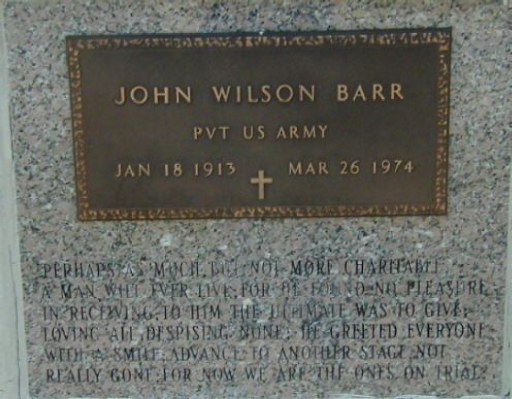 JOHN WILSON BARR
PVT US ARMY
JAN 18 1913 MAR 26 1974
PERHAPS AS MUCH, BUT NOT MORE CHARITABLE
A MAN WILL EVER LIVE, FOR HE FOUND NO PLEASURE
IN RECEIVING; TO HIM THE ULTIMATE WAS TO GIVE;
LOVING ALL, DESPISING NONE; HE GREETED EVERYONE
WITH A SMILE. ADVANCE TO ANOTHER STAGE NOT
REALLY GONE, FOR NOW WE ARE THE ONES ON TRIAL.